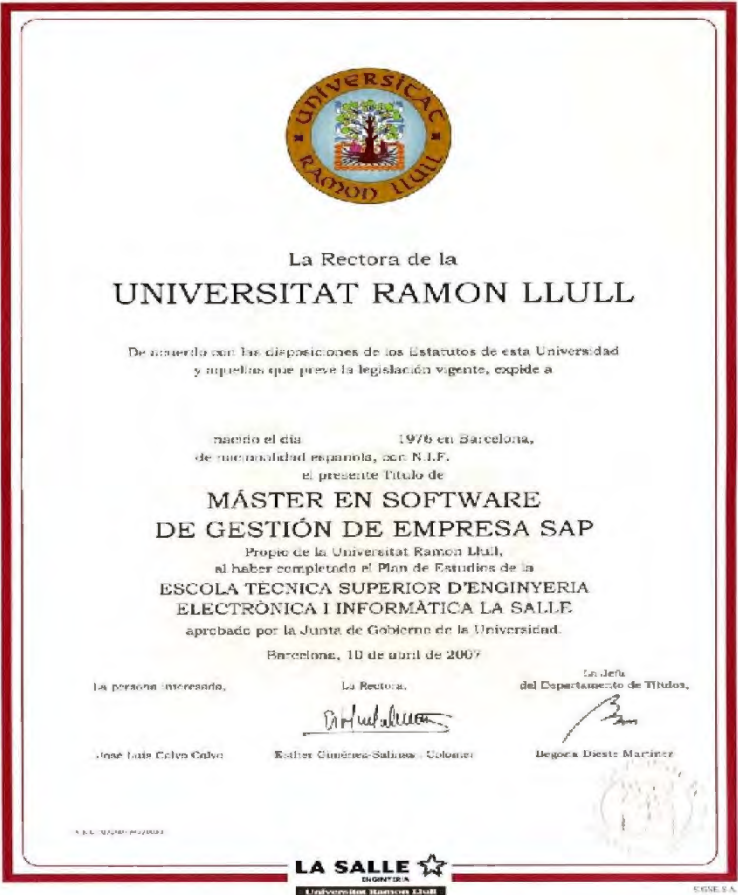 UNIVERSITAT RAMON LLULL
La Rectora de la
UNIVERSITAT RAMON LLULL
De acuerdo con las disposiciones de los Estatutos de esta Universidad
y aquellas que preve la legislación vigente, expide a
nacido el día 1976 en Barcelona,
de nacionalidad española, con N.I.F.
el presente Título de
MÁSTER EN SOFTWARE
DE GESTIÓN DE EMPRESA SAP
Propio de la Universitat Ramon Llull,
al haber completado el Plan de Estudios de la
ESCOLA TÈCNICA SUPERIOR D'ENGINYERIA
ELECTRÒNICA I INFORMÀTICA LA SALLE
aprobado por la Junta de Gobierno de la Universidad.
Barcelona, 10 de abril de 2007
La persona interesada,
La Rectora,
La Jefa
del Departamento de Títulos,
José Luis Calvo Calvo
Esther Giménez-Salinas Colomer
Begoña Dieste Martínez
LA SALLE
ENGINYERIA
Universitat Ramon Llull
SIGNE, S.A.